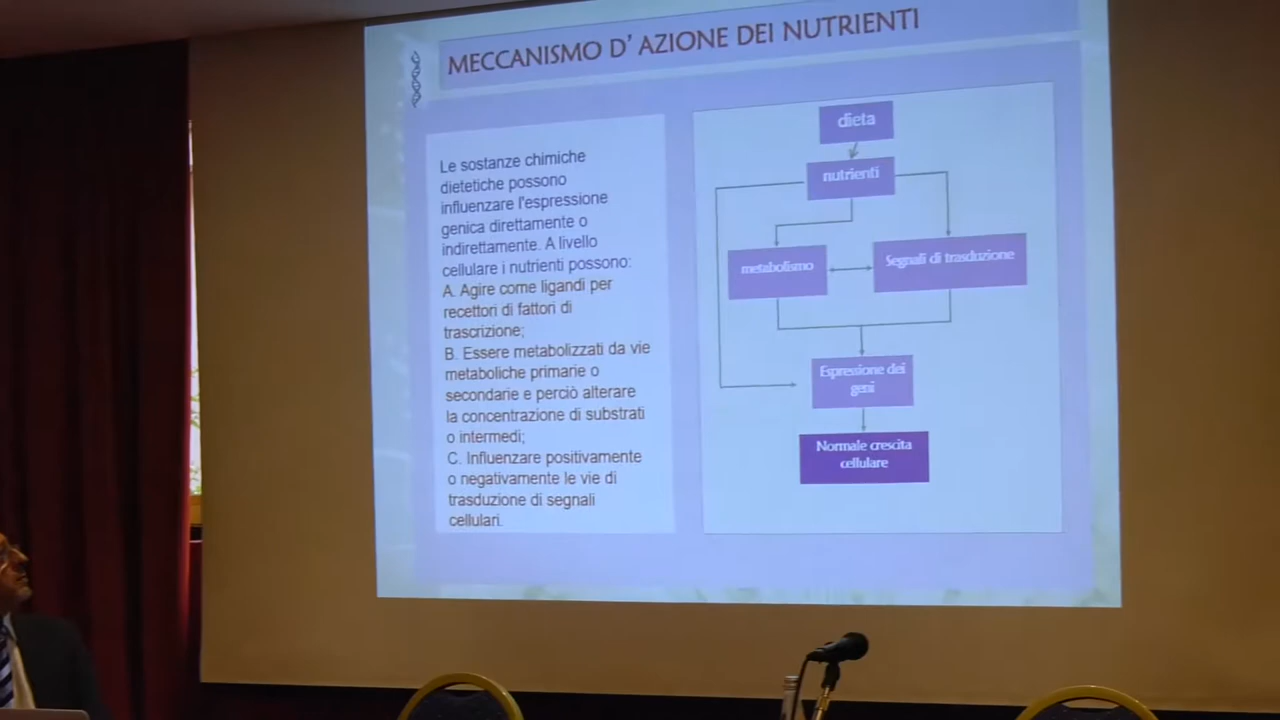 MECCANISMO D' AZIONE DEI NUTRIENTI
Le sostanze chimiche
dietetiche possono
influenzare l'espressione
genica direttamente o
indirettamente. A livello
cellulare i nutrienti possono:
A. Agire come ligandi per
recettori di fattori di
trascrizione;
B. Essere metabolizzati da vie
metaboliche primarie o
secondarie e perciò alterare
la concentrazione di substrati
o intermedi;
C. Influenzare positivamente
o negativamente le vie di
trasduzione di segnali
cellulari.
dieta
nutrienti
metabolismo
Segnali di trasduzione
Espressione dei
geni
Normale crescita
cellulare